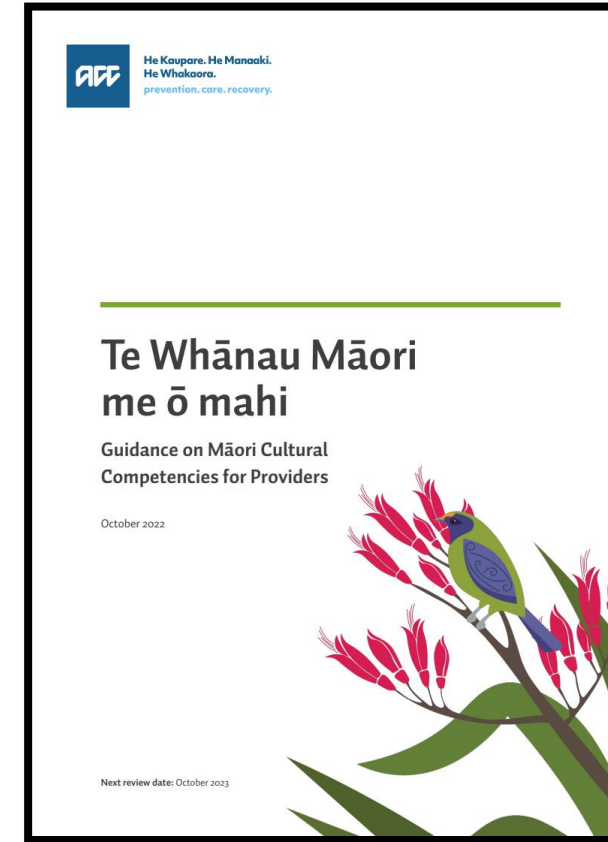 acc
He Kaupare. He Manaaki.
He Whakaora.
prevention. care. recovery.
Te Whānau Māori
me ō mahi
Guidance on Māori Cultural
Competencies for Providers
October 2022
Next review date: October 2023